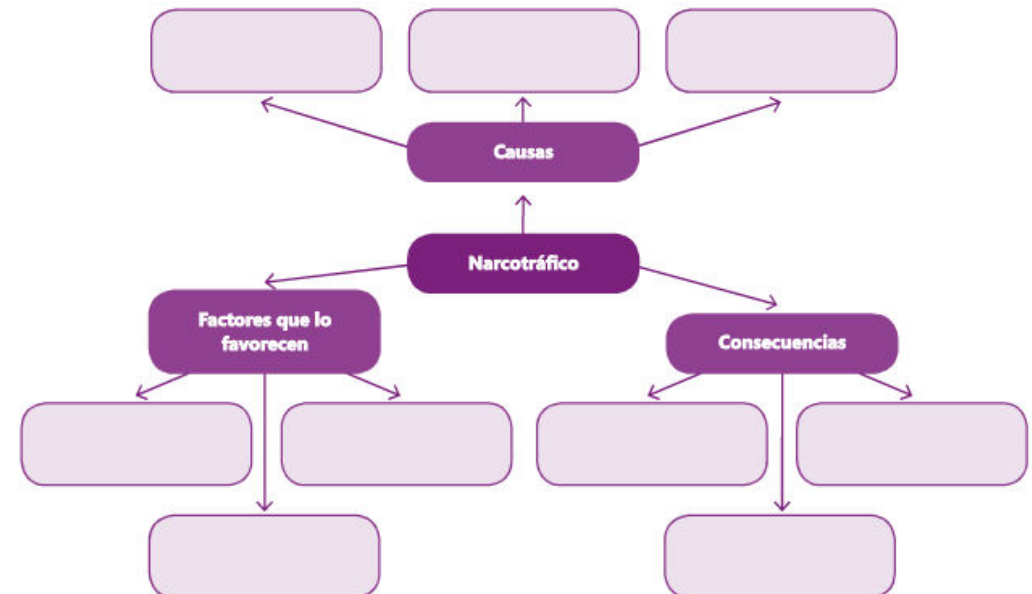 Causas
Narcotráfico
Factores que lo
favorecen
Consecuencias